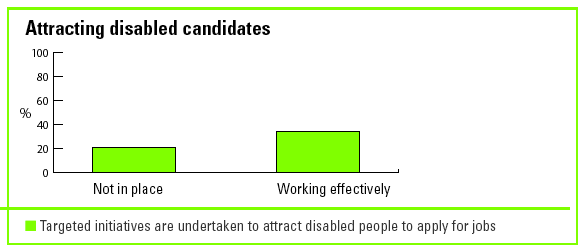 Attracting disabled candidates
100
80
60
%
40
20
0
Not in place Working effectively
Targeted initiatives are undertaken to attract disabled people to apply for jobs